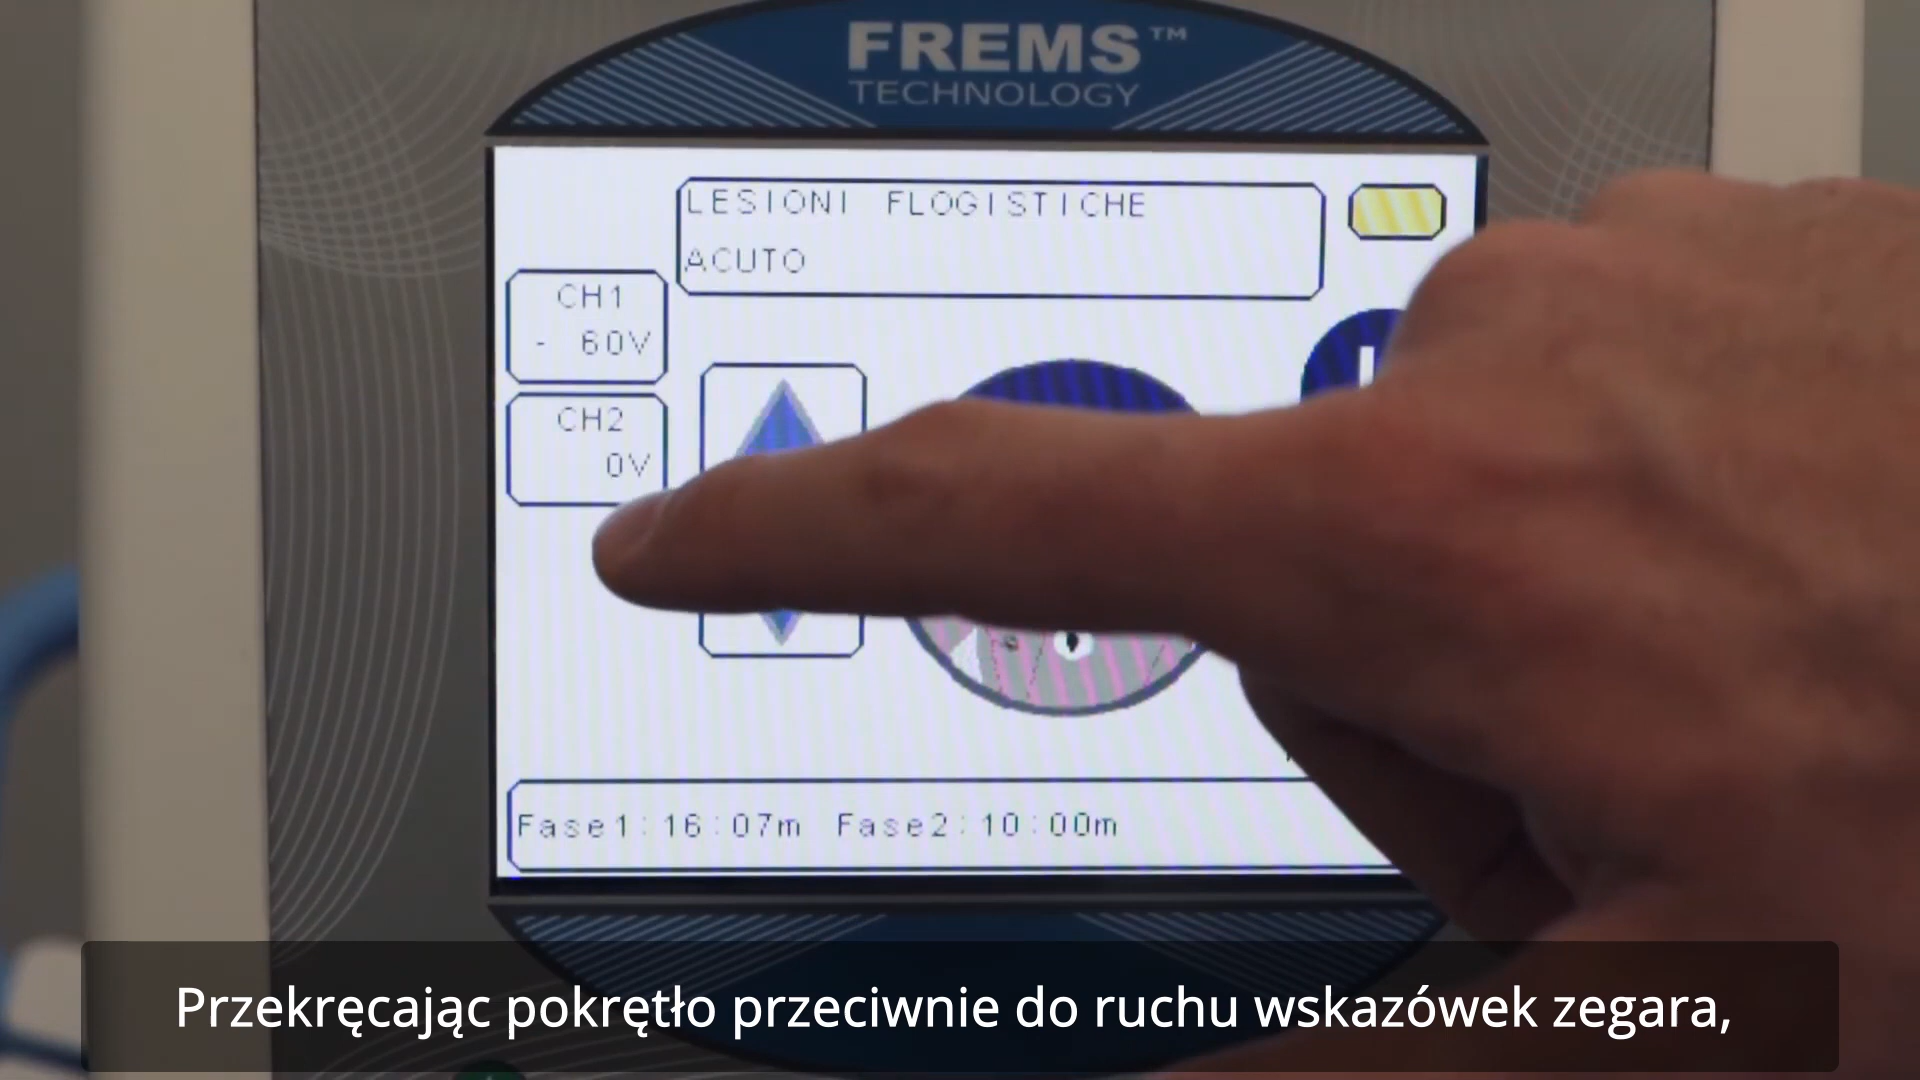 FREMS™
TECHNOLOGY
LESIONI FLOGISTICHE
ACUTO
CH1
- 60V
CH2
0V
Fase1:16:07m Fase2:10:00m
Przekręcając pokrętło przeciwnie do ruchu wskazówek zegara,